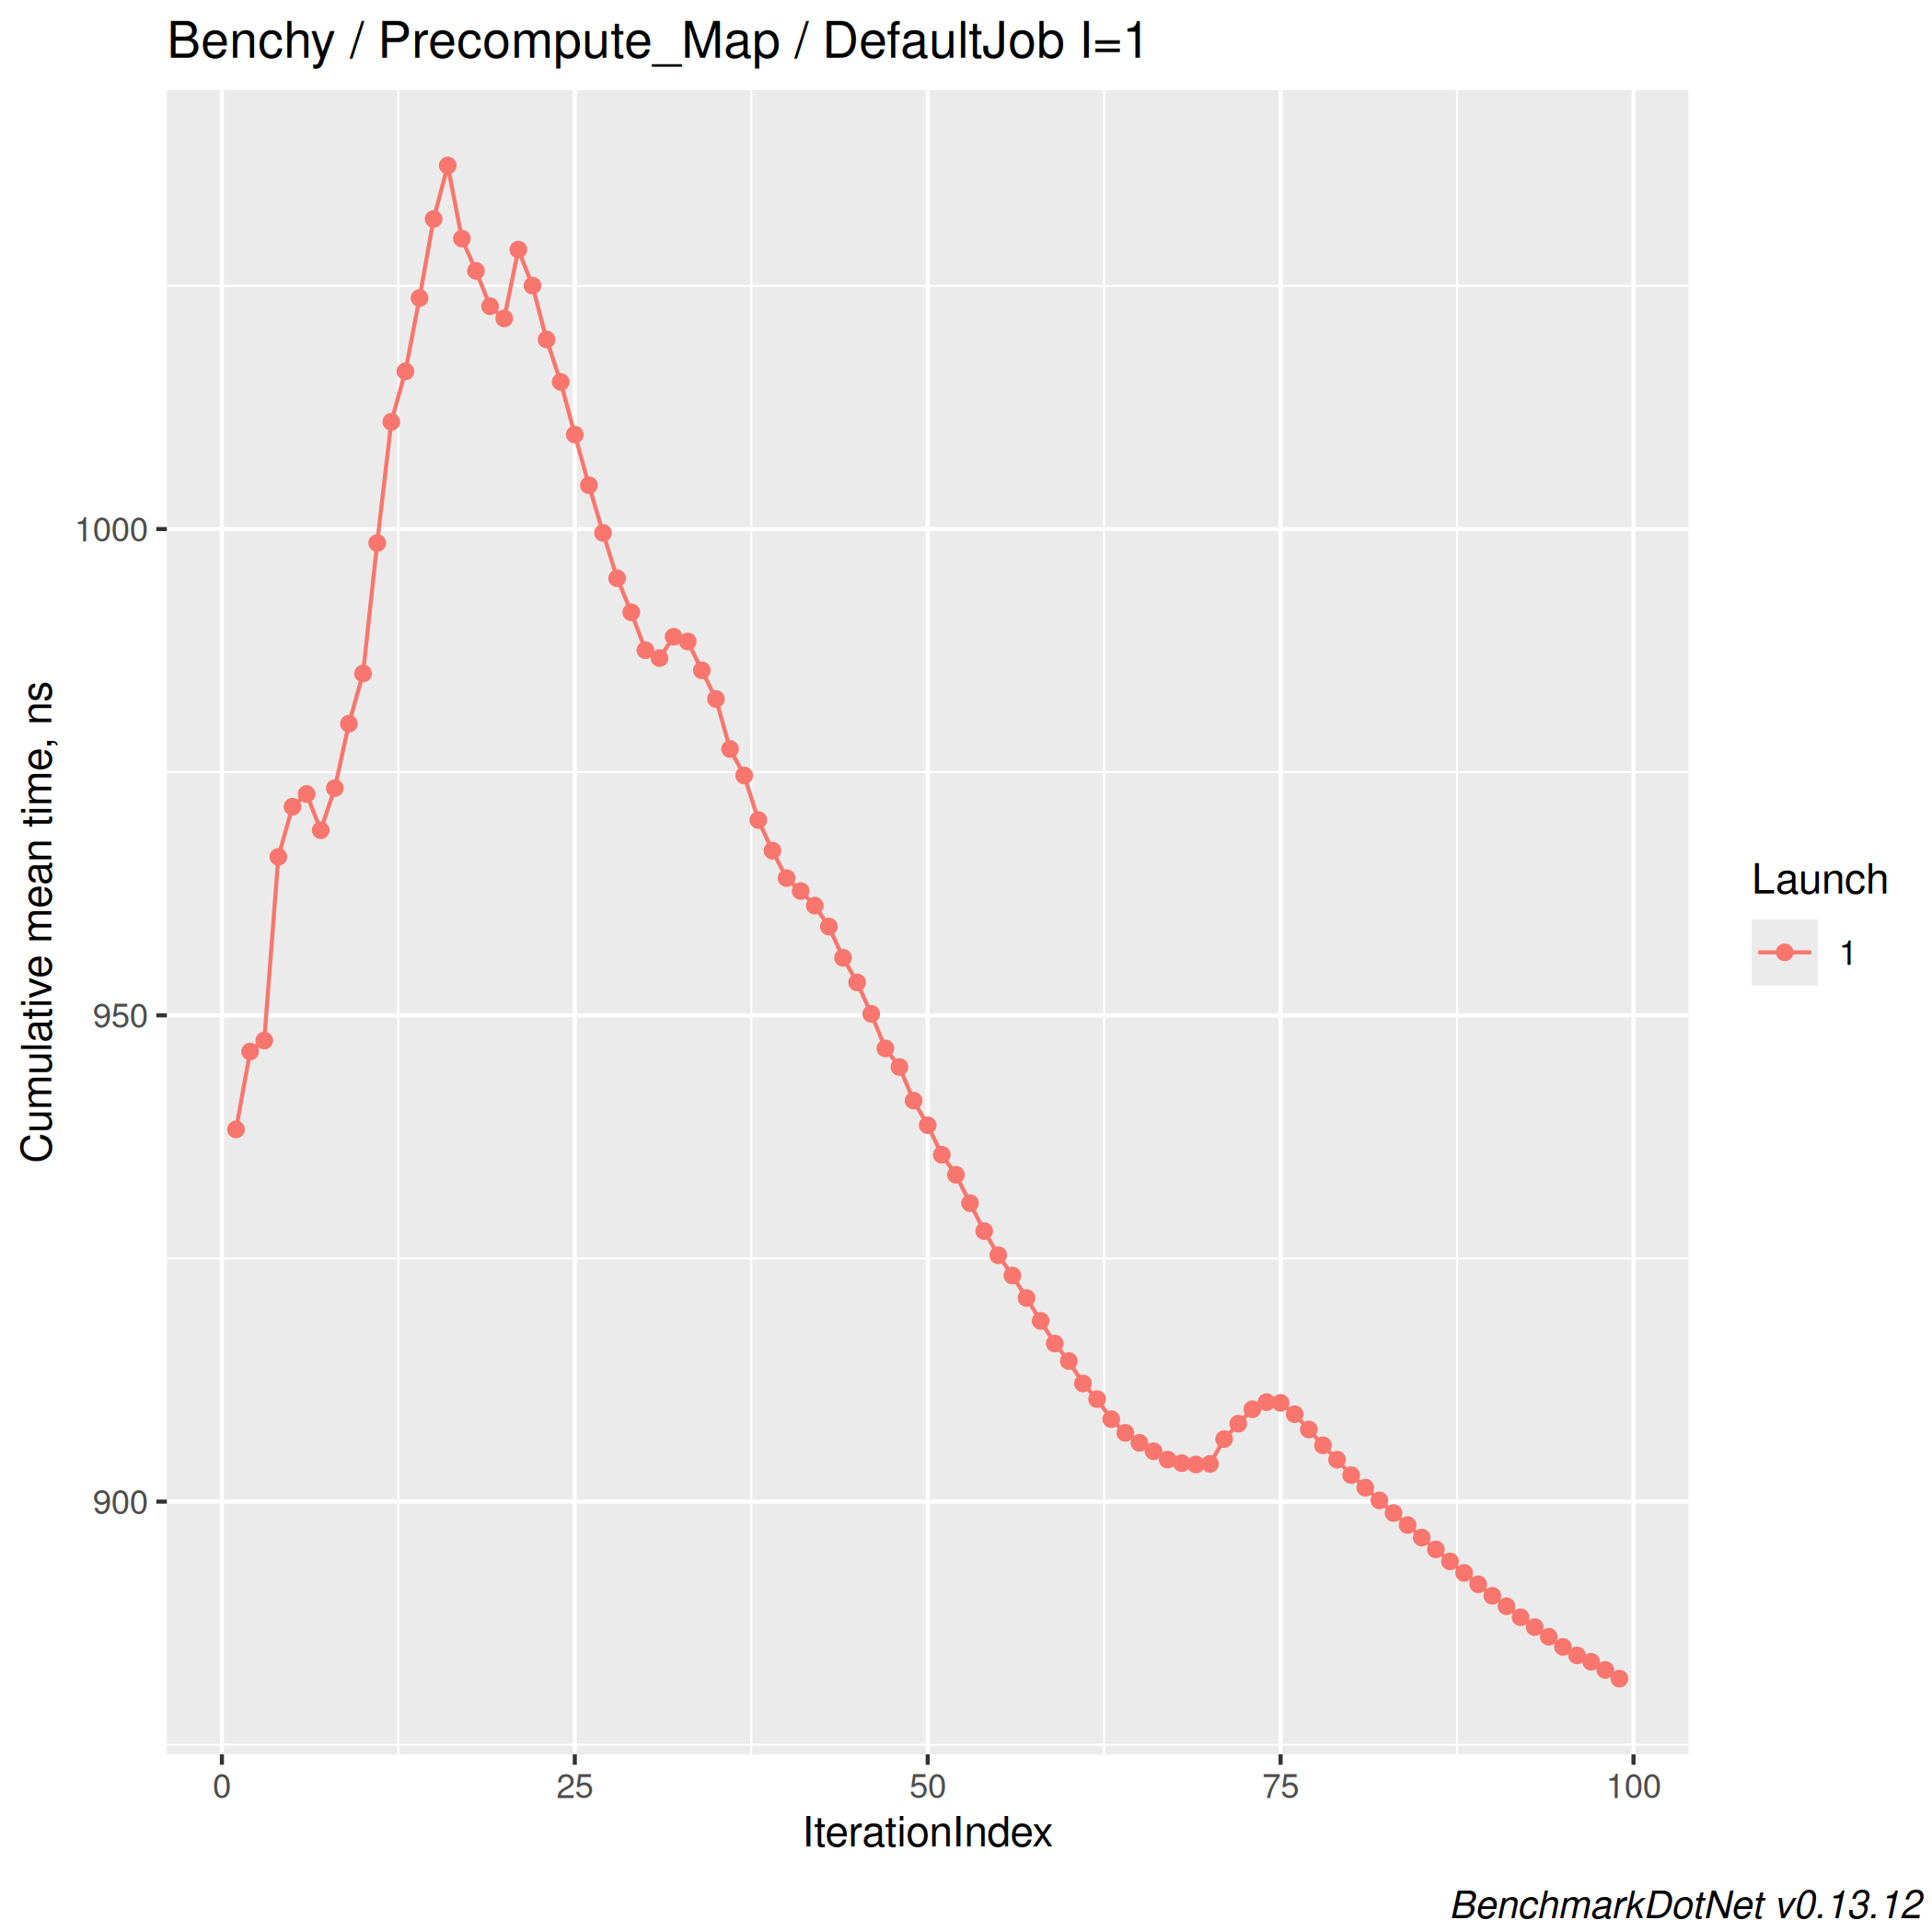 Benchy / Precompute_Map / DefaultJob I=1
Cumulative mean time, ns
1000
950
900
0
25
50
75
100
IterationIndex
Launch
1
BenchmarkDotNet v0.13.12